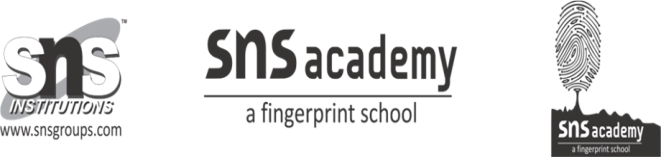 SnS ™
INSTITUTIONS
www.snsgroups.com
sns academy
a fingerprint school
sns academy
a fingerprint school